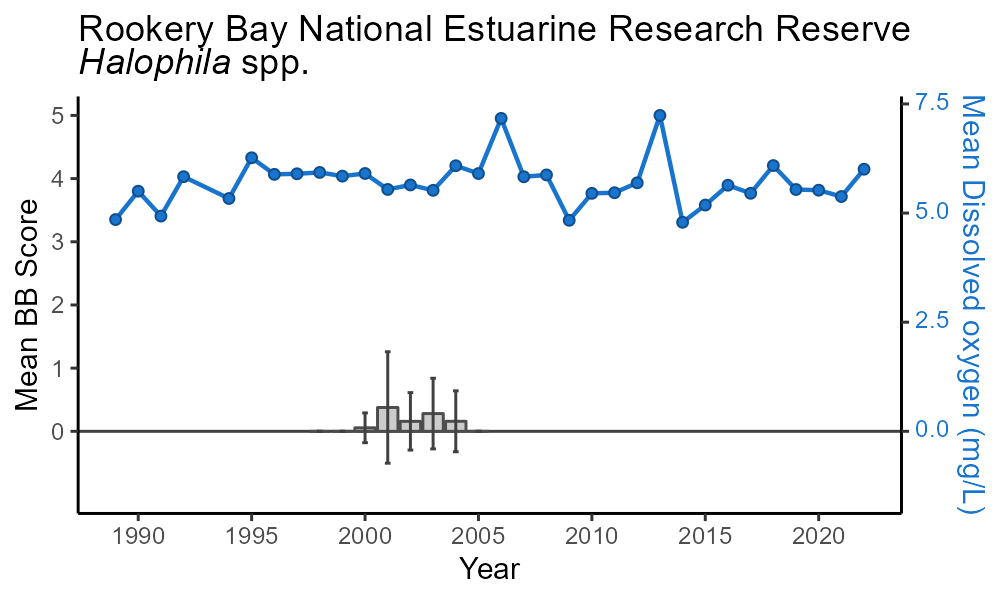 Rookery Bay National Estuarine Research Reserve
Halophila spp.
Mean BB Score
5
4
3
2
1
0
7.5
5.0
2.5
0.0
Mean Dissolved oxygen (mg/L)
1990 1995 2000 2005 2010 2015 2020
Year